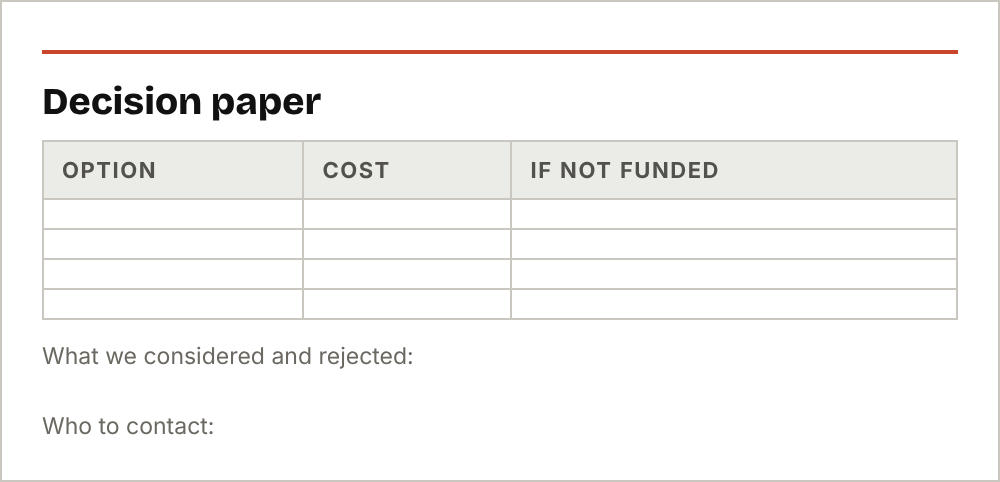 Decision paper
OPTION COST IF NOT FUNDED
What we considered and rejected:
Who to contact: